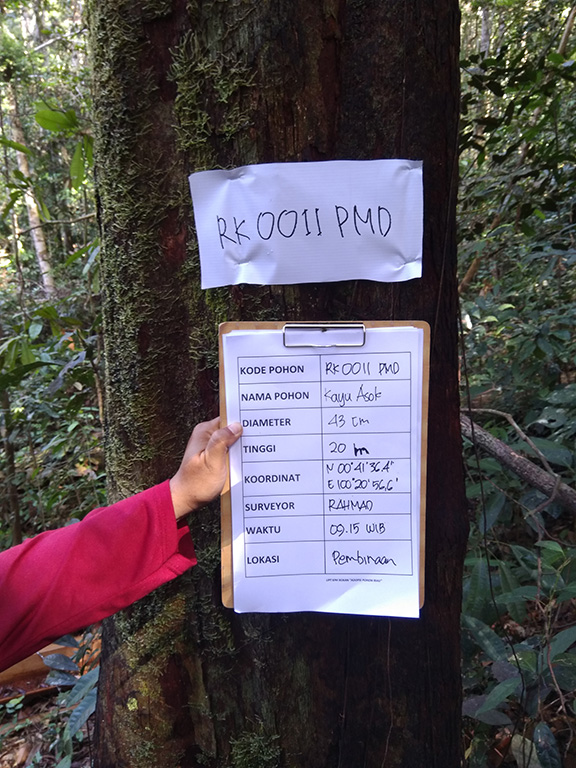 RK 0011 PMD
KODE POHON RK 0011 PMD
NAMA POHON Kayu Asok
DIAMETER 43 cm
TINGGI 20 m
KOORDINAT N 00°41'36.4"
E 100°20'56.6"
SURVEYOR RAHMAD
WAKTU 09.15 WIB
LOKASI Pembinaan